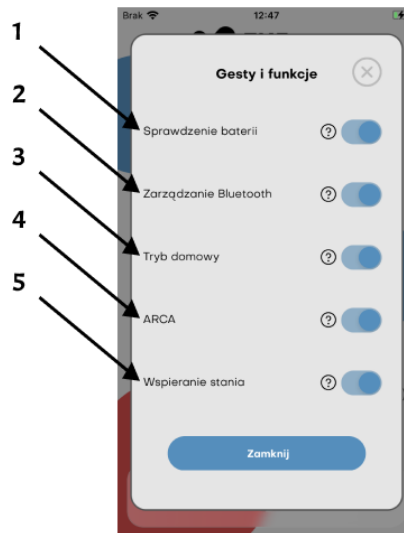 Brak 12:47
Gesty i funkcje
1 Sprawdzenie baterii ?
2 Zarządzanie Bluetooth ?
3 Tryb domowy ?
4 ARCA ?
5 Wspieranie stania ?
Zamknij